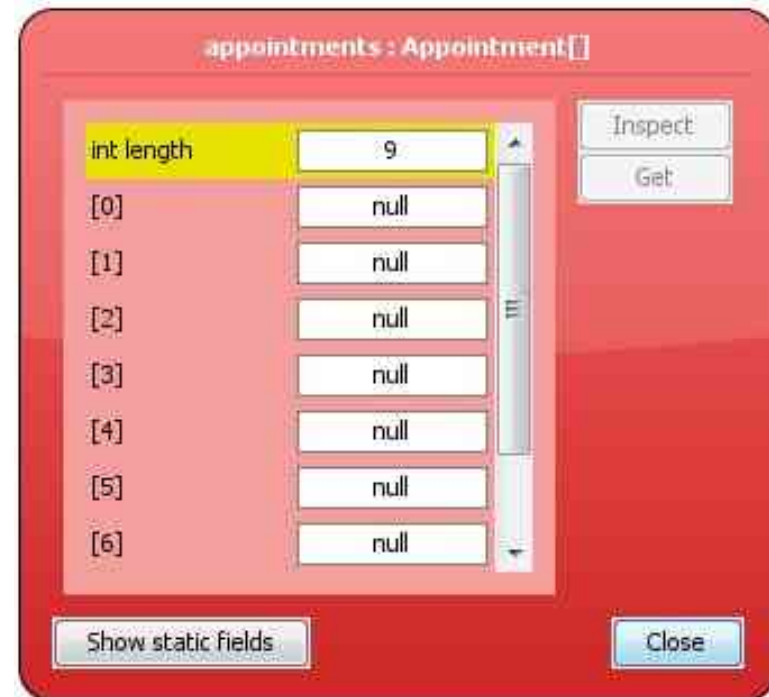 appointments : Appointment[]
int length 9
[0] null
[1] null
[2] null
[3] null
[4] null
[5] null
[6] null
Inspect
Get
Show static fields
Close